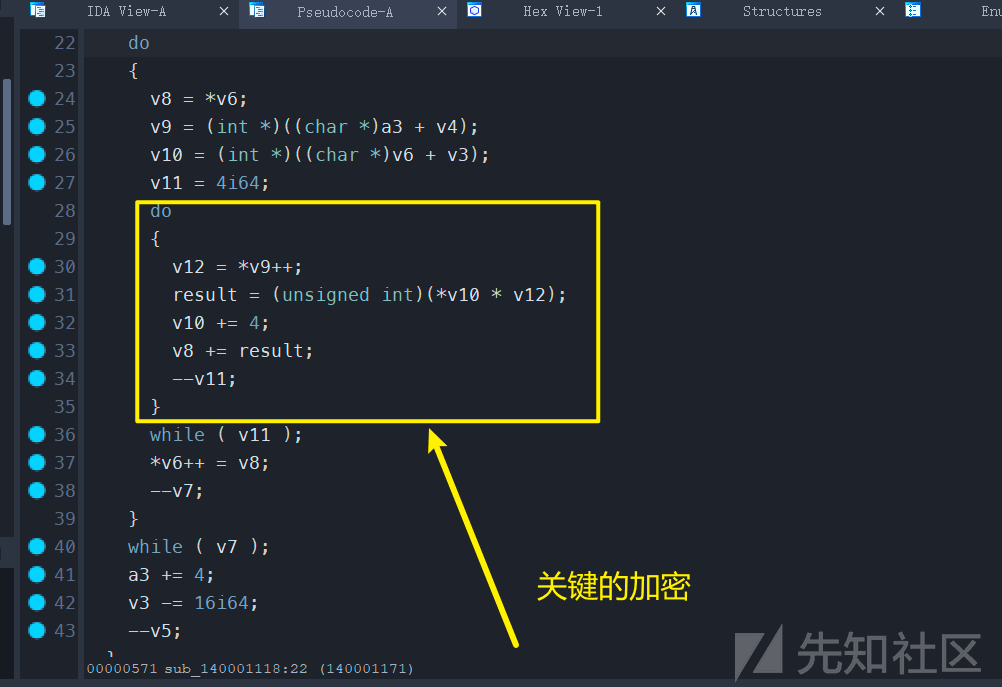 IDA View-A × Pseudocode-A × Hex View-1 × Structures × Enu
22 do
23 {
24 v8 = *v6;
25 v9 = (int *)((char *)a3 + v4);
26 v10 = (int *)((char *)v6 + v3);
27 v11 = 4i64;
28 do
29 {
30 v12 = *v9++;
31 result = (unsigned int)(*v10 * v12);
32 v10 += 4;
33 v8 += result;
34 --v11;
35 }
36 while ( v11 );
37 *v6++ = v8;
38 --v7;
39 }
40 while ( v7 );
41 a3 += 4;
42 v3 -= 16i64;
43 --v5;
关键的加密
00000571 sub_140001118:22 (140001171)
先知社区